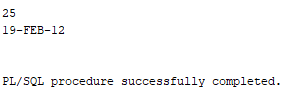 25
19-FEB-12
PL/SQL procedure successfully completed.